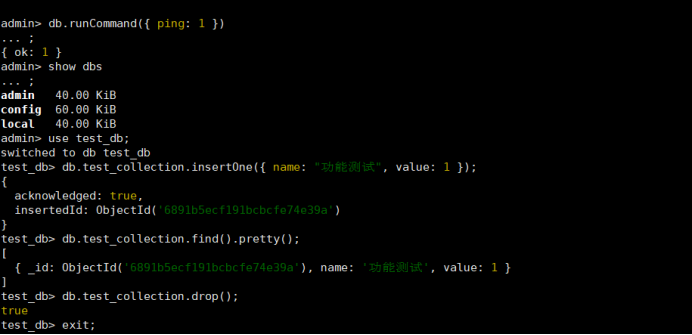 admin> db.runCommand({ ping: 1 })
... ;
{ ok: 1 }
admin> show dbs
... ;
admin   40.00 KiB
config  60.00 KiB
local   40.00 KiB
admin> use test_db;
switched to db test_db
test_db> db.test_collection.insertOne({ name: "功能测试", value: 1 });
{
  acknowledged: true,
  insertedId: ObjectId('6891b5ecf191bcbcfe74e39a')
}
test_db> db.test_collection.find().pretty();
[
  { _id: ObjectId('6891b5ecf191bcbcfe74e39a'), name: '功能测试', value: 1 }
]
test_db> db.test_collection.drop();
true
test_db> exit;